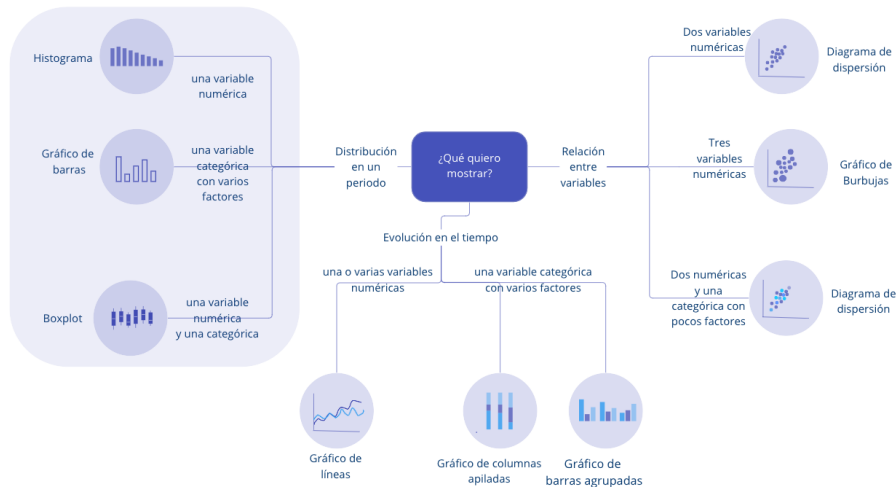 ¿Qué quiero
mostrar?
Distribución
en un
periodo
una variable
numérica
Histograma
una variable
categórica
con varios
factores
Gráfico de
barras
una variable
numérica
y una categórica
Boxplot
Relación
entre
variables
Dos variables
numéricas
Diagrama de
dispersión
Tres
variables
numéricas
Gráfico de
Burbujas
Dos numéricas
y una
categórica con
pocos factores
Diagrama de
dispersión
Evolución en el tiempo
una o varias variables
numéricas
Gráfico de
líneas
una variable categórica
con varios factores
Gráfico de columnas
apiladas
Gráfico de
barras agrupadas